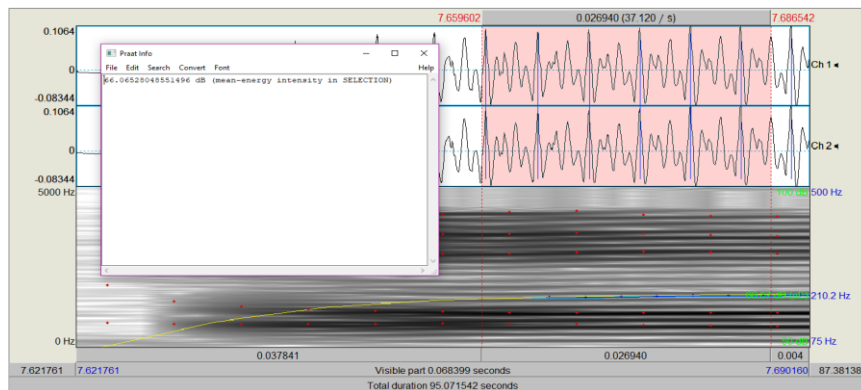 7.659602 0.026940 (37.120 / s) 7.686542
0.1064
0
-0.08344
0.1064
0
-0.08344
5000 Hz
0 Hz
Praat Info
File Edit Search Convert Font Help
66.06528048551496 dB (mean-energy intensity in SELECTION)
Ch 1
Ch 2
100 dB 500 Hz
210.2 Hz
75 Hz
0.037841 0.026940 0.004
7.621761 7.621761 Visible part 0.068399 seconds 7.690160 87.381383
Total duration 95.071542 seconds